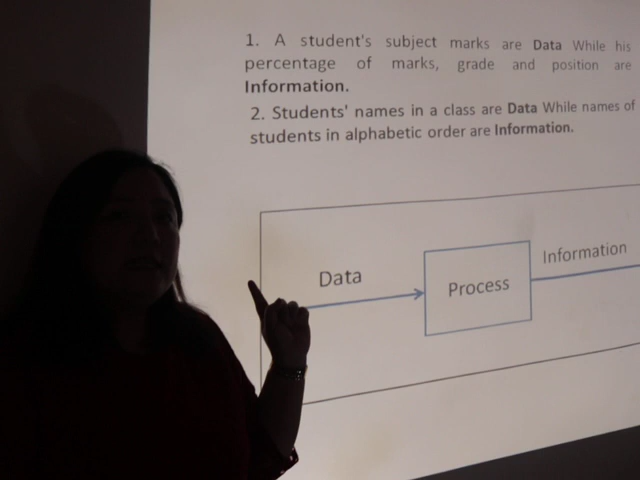 1. A student's subject marks are Data While his
percentage of marks, grade and position are
Information.
2. Students' names in a class are Data While names of
students in alphabetic order are Information.
Data
Process
Information